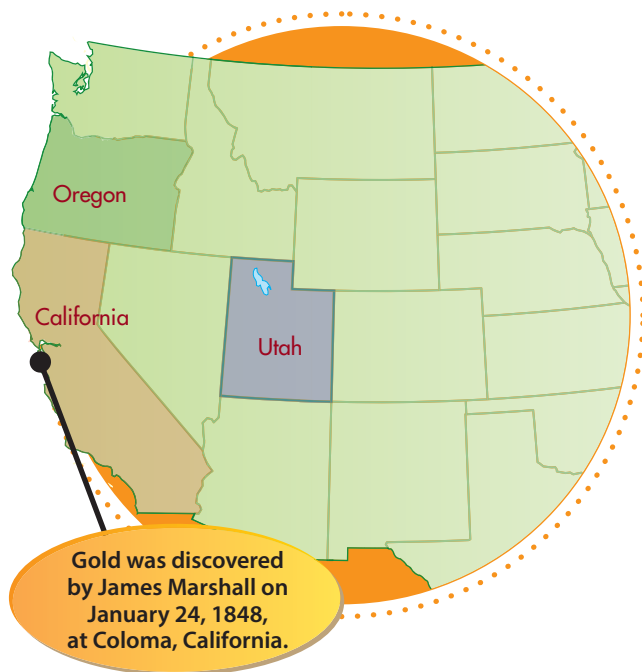 Oregon
California
Utah
Gold was discovered
by James Marshall on
January 24, 1848,
at Coloma, California.